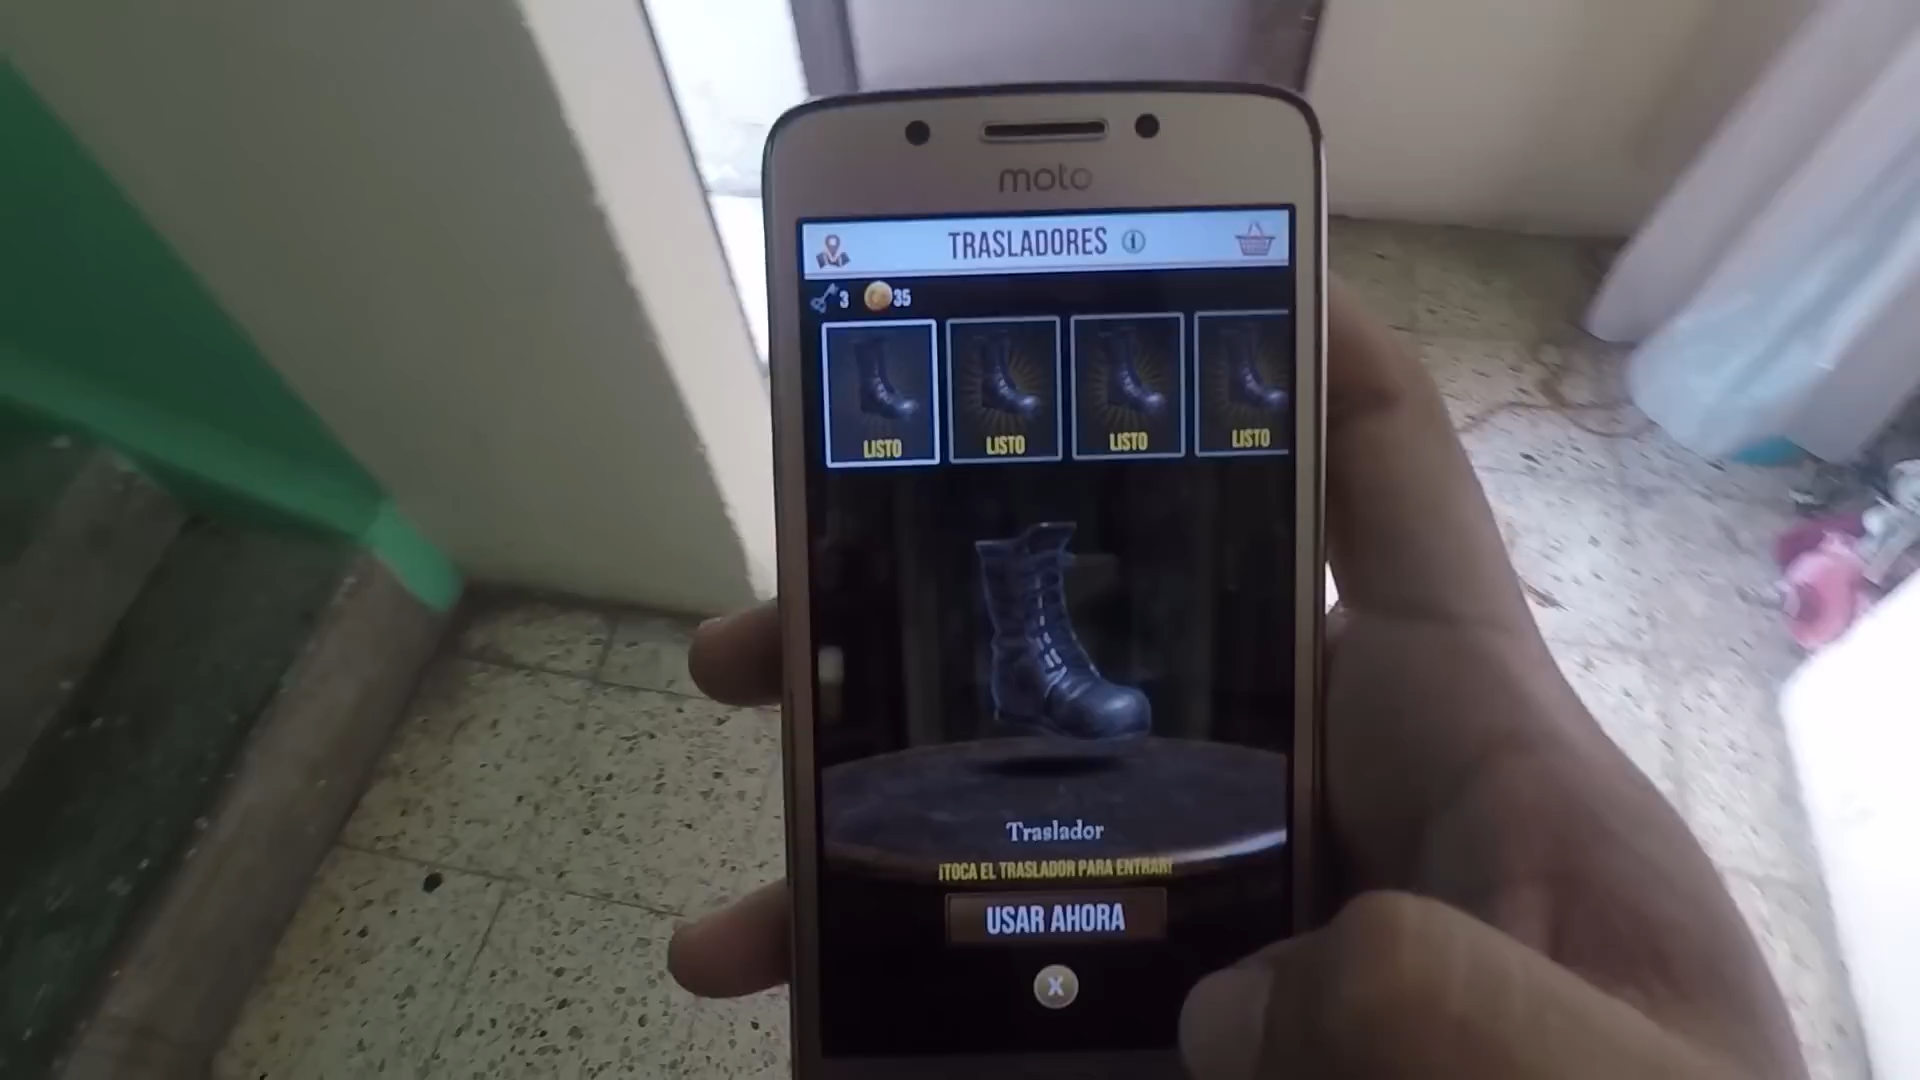 moto
TRASLADORES i
3 35
LISTO LISTO LISTO LISTO
Traslador
¡TOCA EL TRASLADOR PARA ENTRAR!
USAR AHORA
X